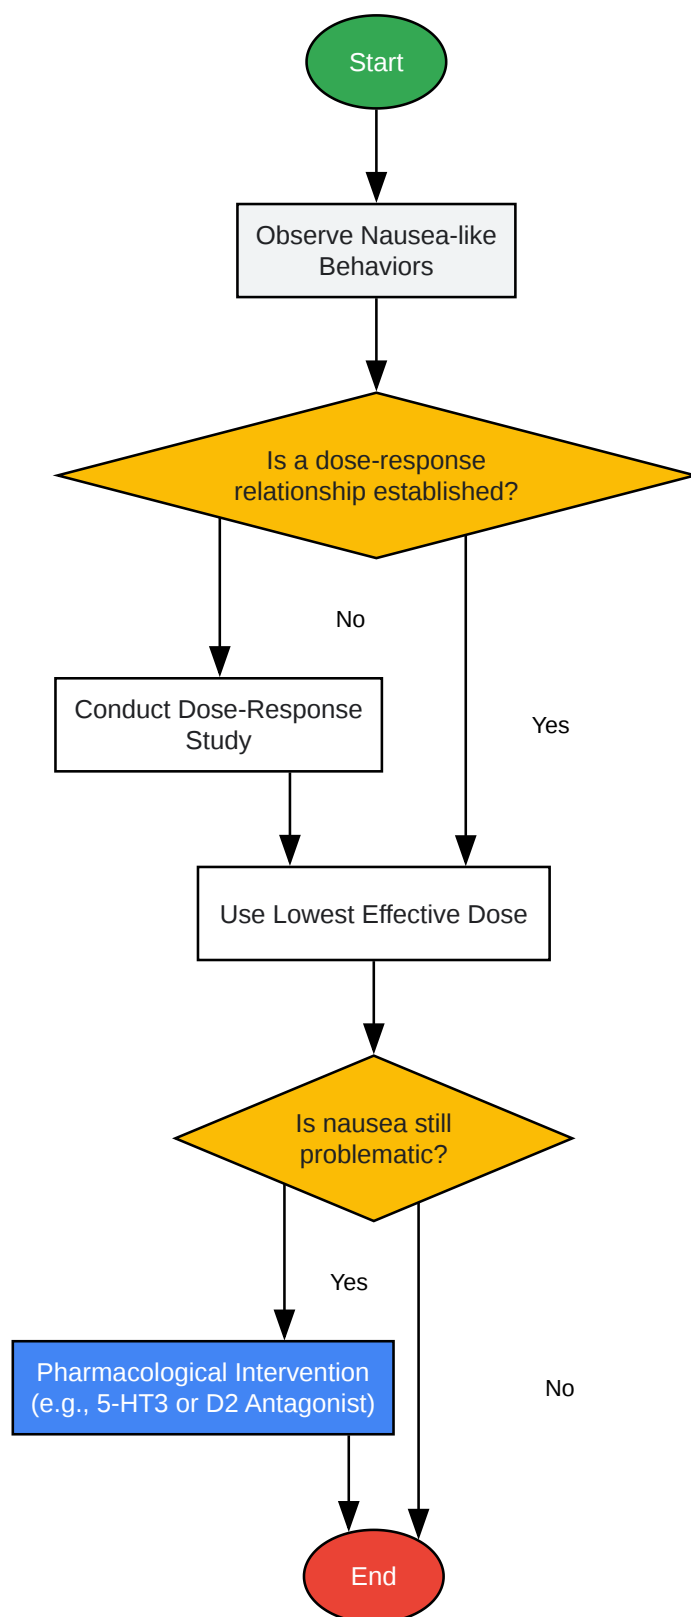 Start
Observe Nausea-like
Behaviors
Is a dose-response
relationship established?
No
Conduct Dose-Response
Study
Yes
Use Lowest Effective Dose
Is nausea still
problematic?
Yes
Pharmacological Intervention
(e.g., 5-HT3 or D2 Antagonist)
No
End